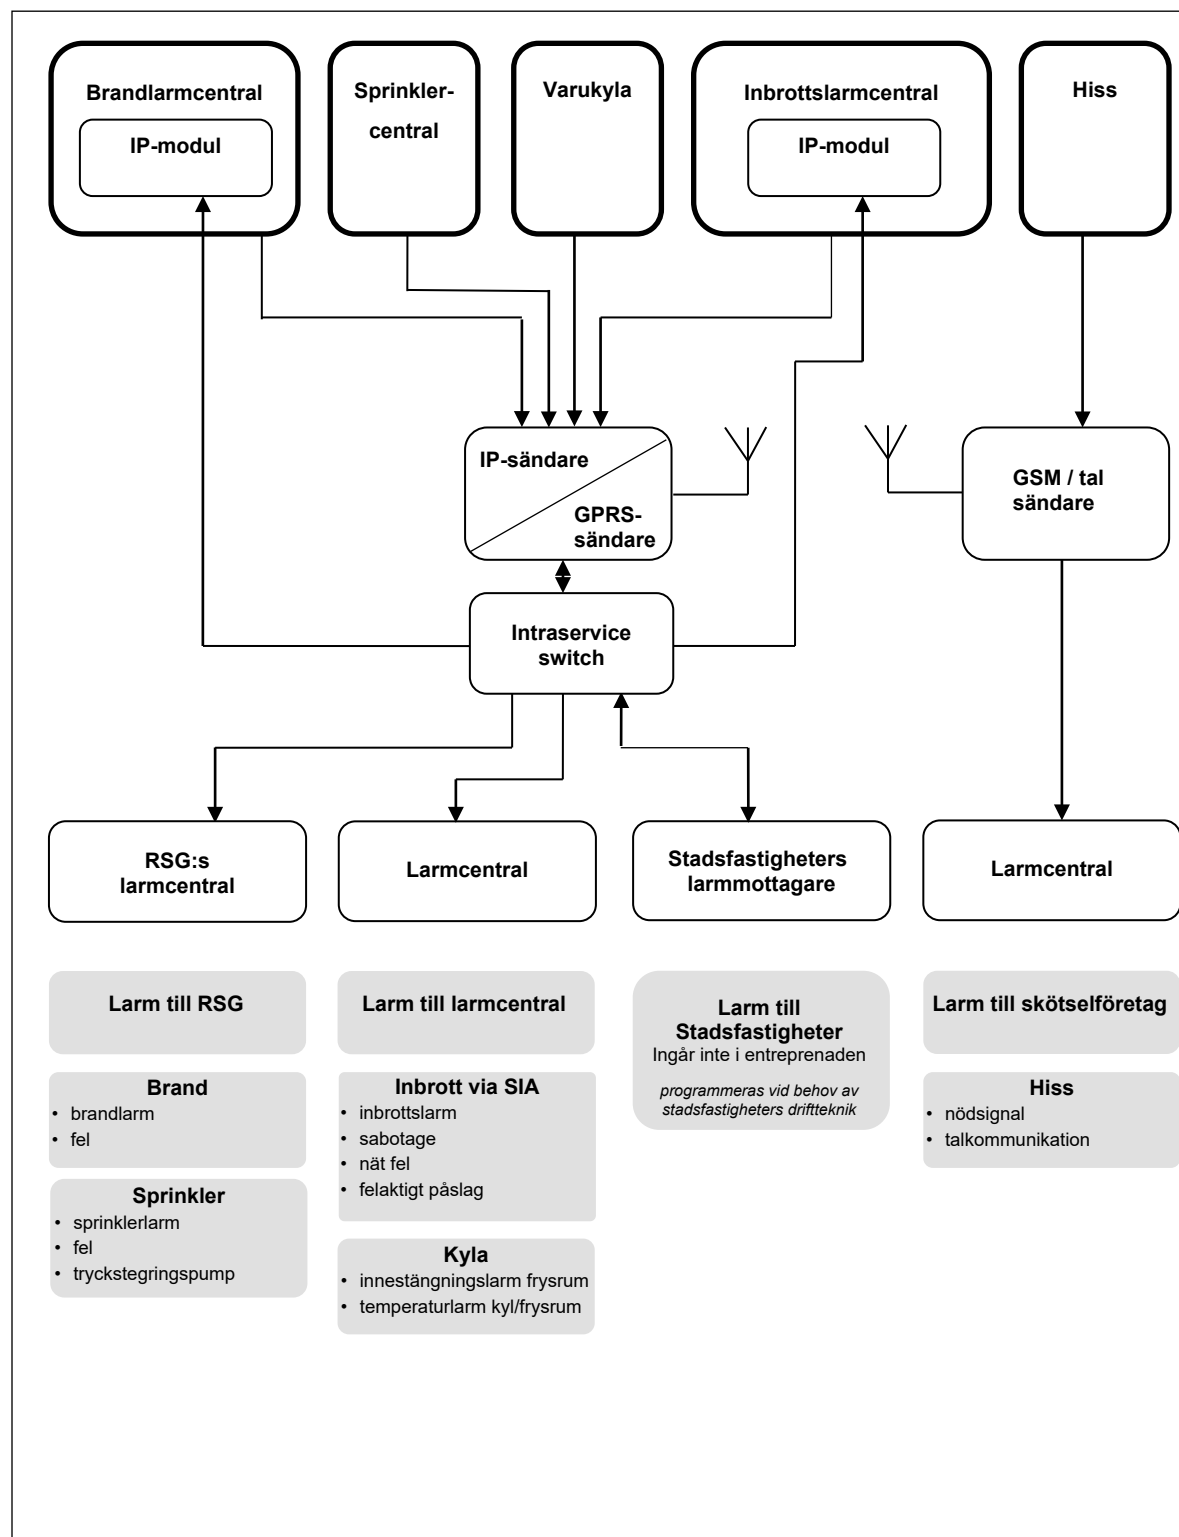 Brandlarmcentral
IP-modul
Sprinkler-
central
Varukyla
Inbrottslarmcentral
IP-modul
Hiss
IP-sändare
GPRS-
sändare
GSM / tal
sändare
Intraservice
switch
RSG:s
larmcentral
Larmcentral
Stadsfastigheters
larmmottagare
Larmcentral
Larm till RSG
Brand
• brandlarm
• fel
Sprinkler
• sprinklerlarm
• fel
• tryckstegringspump
Larm till larmcentral
Inbrott via SIA
• inbrottslarm
• sabotage
• nät fel
• felaktigt påslag
Kyla
• innestängningslarm frysrum
• temperaturlarm kyl/frysrum
Larm till
Stadsfastigheter
Ingår inte i entreprenaden
programmeras vid behov av
stadsfastigheters driftteknik
Larm till skötselföretag
Hiss
• nödsignal
• talkommunikation